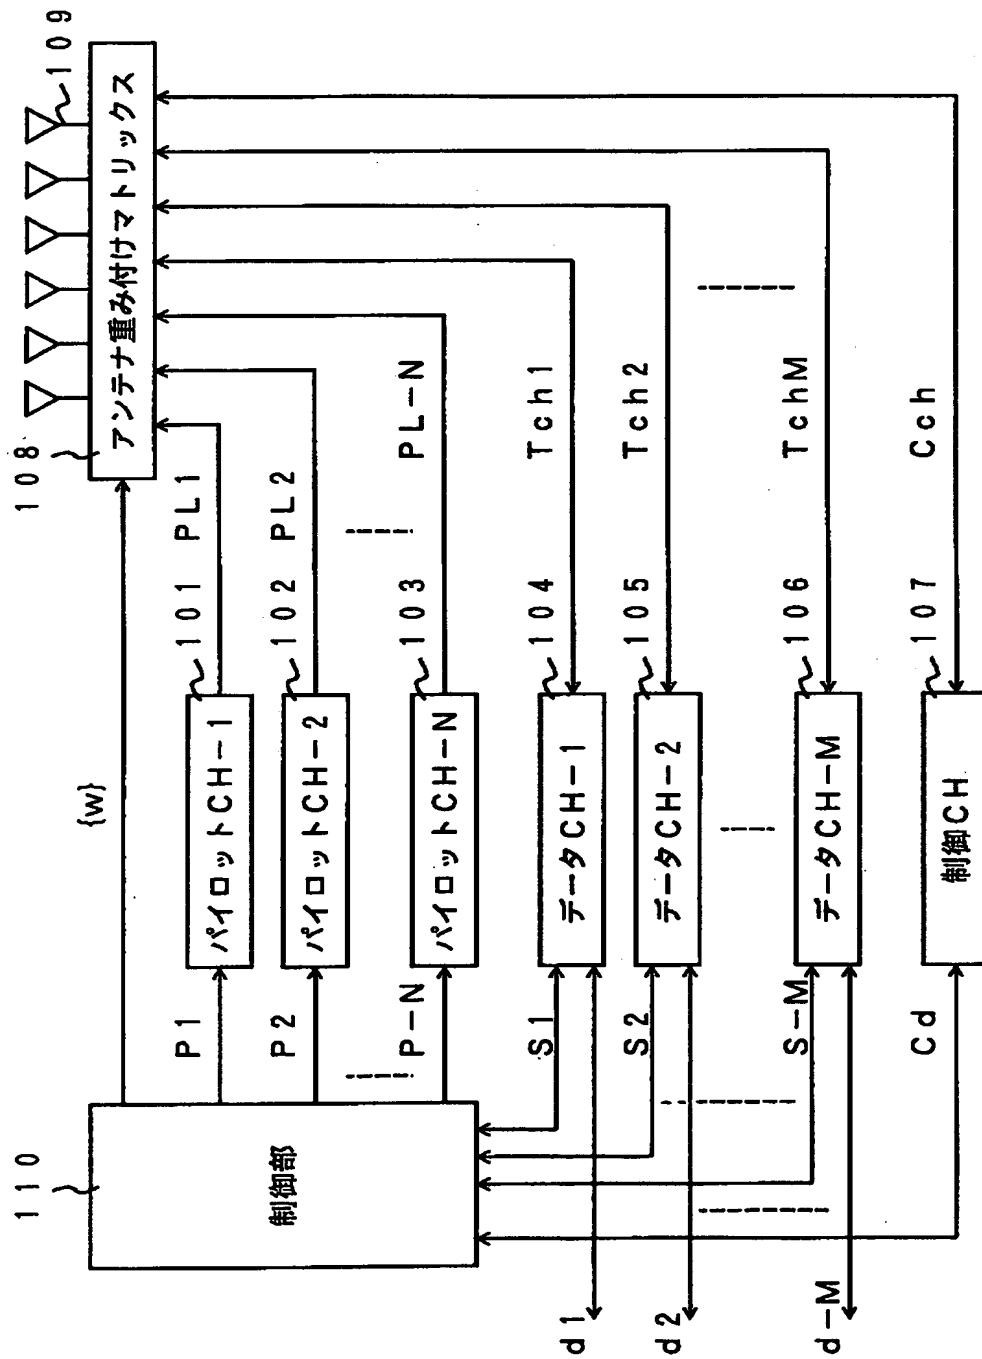 110
制御部
{w}
108
アンテナ重み付けマトリックス
109
P1
パイロットCH-1
101
PL1
P2
パイロットCH-2
102
PL2
P-N
パイロットCH-N
103
PL-N
S1
データCH-1
104
Tch1
d1
S2
データCH-2
105
Tch2
d2
S-M
データCH-M
106
TchM
d-M
Cd
制御CH
107
Cch